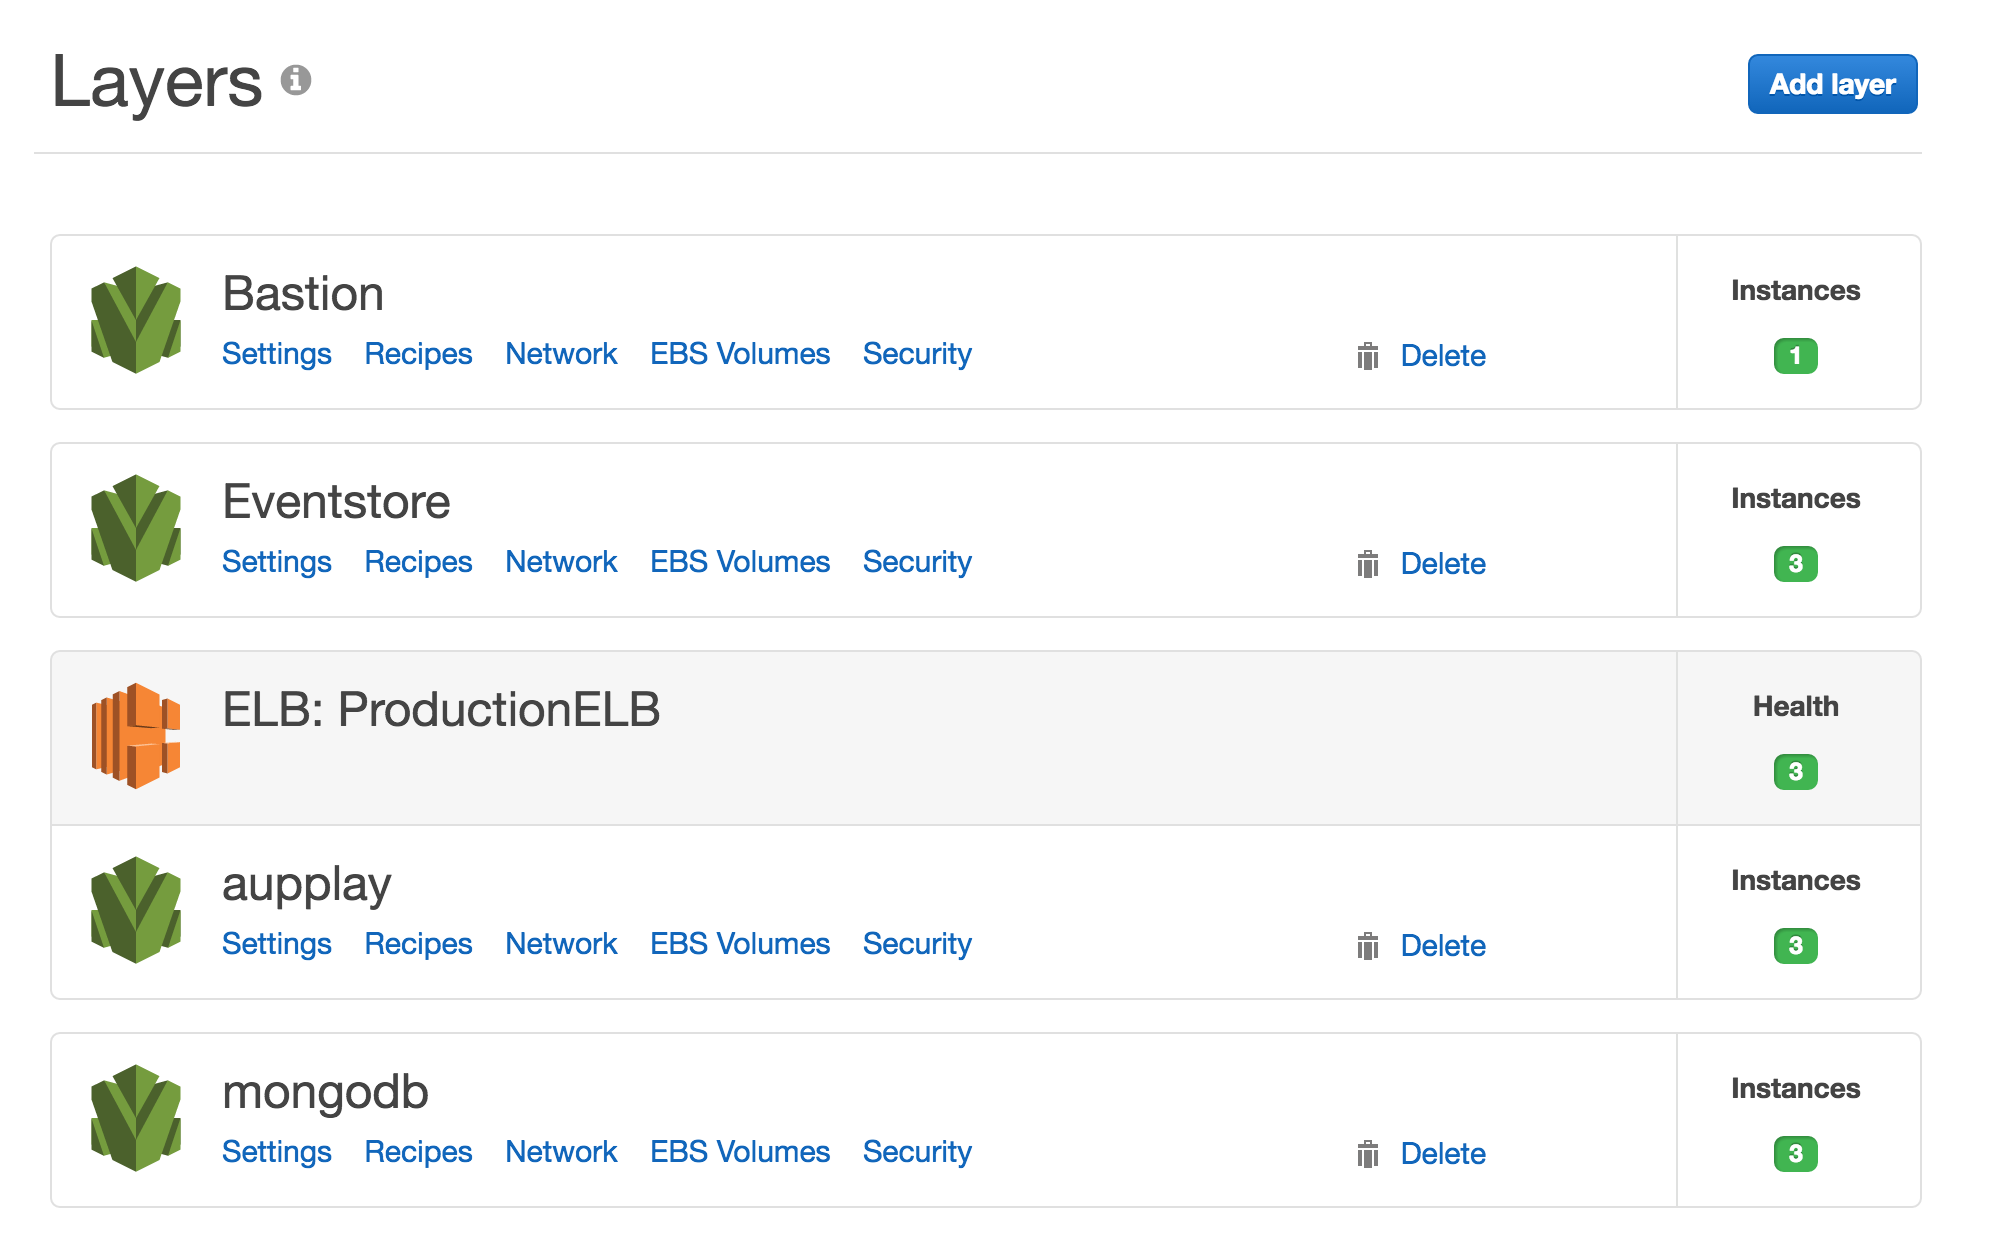 Layers
Add layer
Bastion
Settings Recipes Network EBS Volumes Security Delete
Instances
1
Eventstore
Settings Recipes Network EBS Volumes Security Delete
Instances
3
ELB: ProductionELB
Health
3
aupplay
Settings Recipes Network EBS Volumes Security Delete
Instances
3
mongodb
Settings Recipes Network EBS Volumes Security Delete
Instances
3